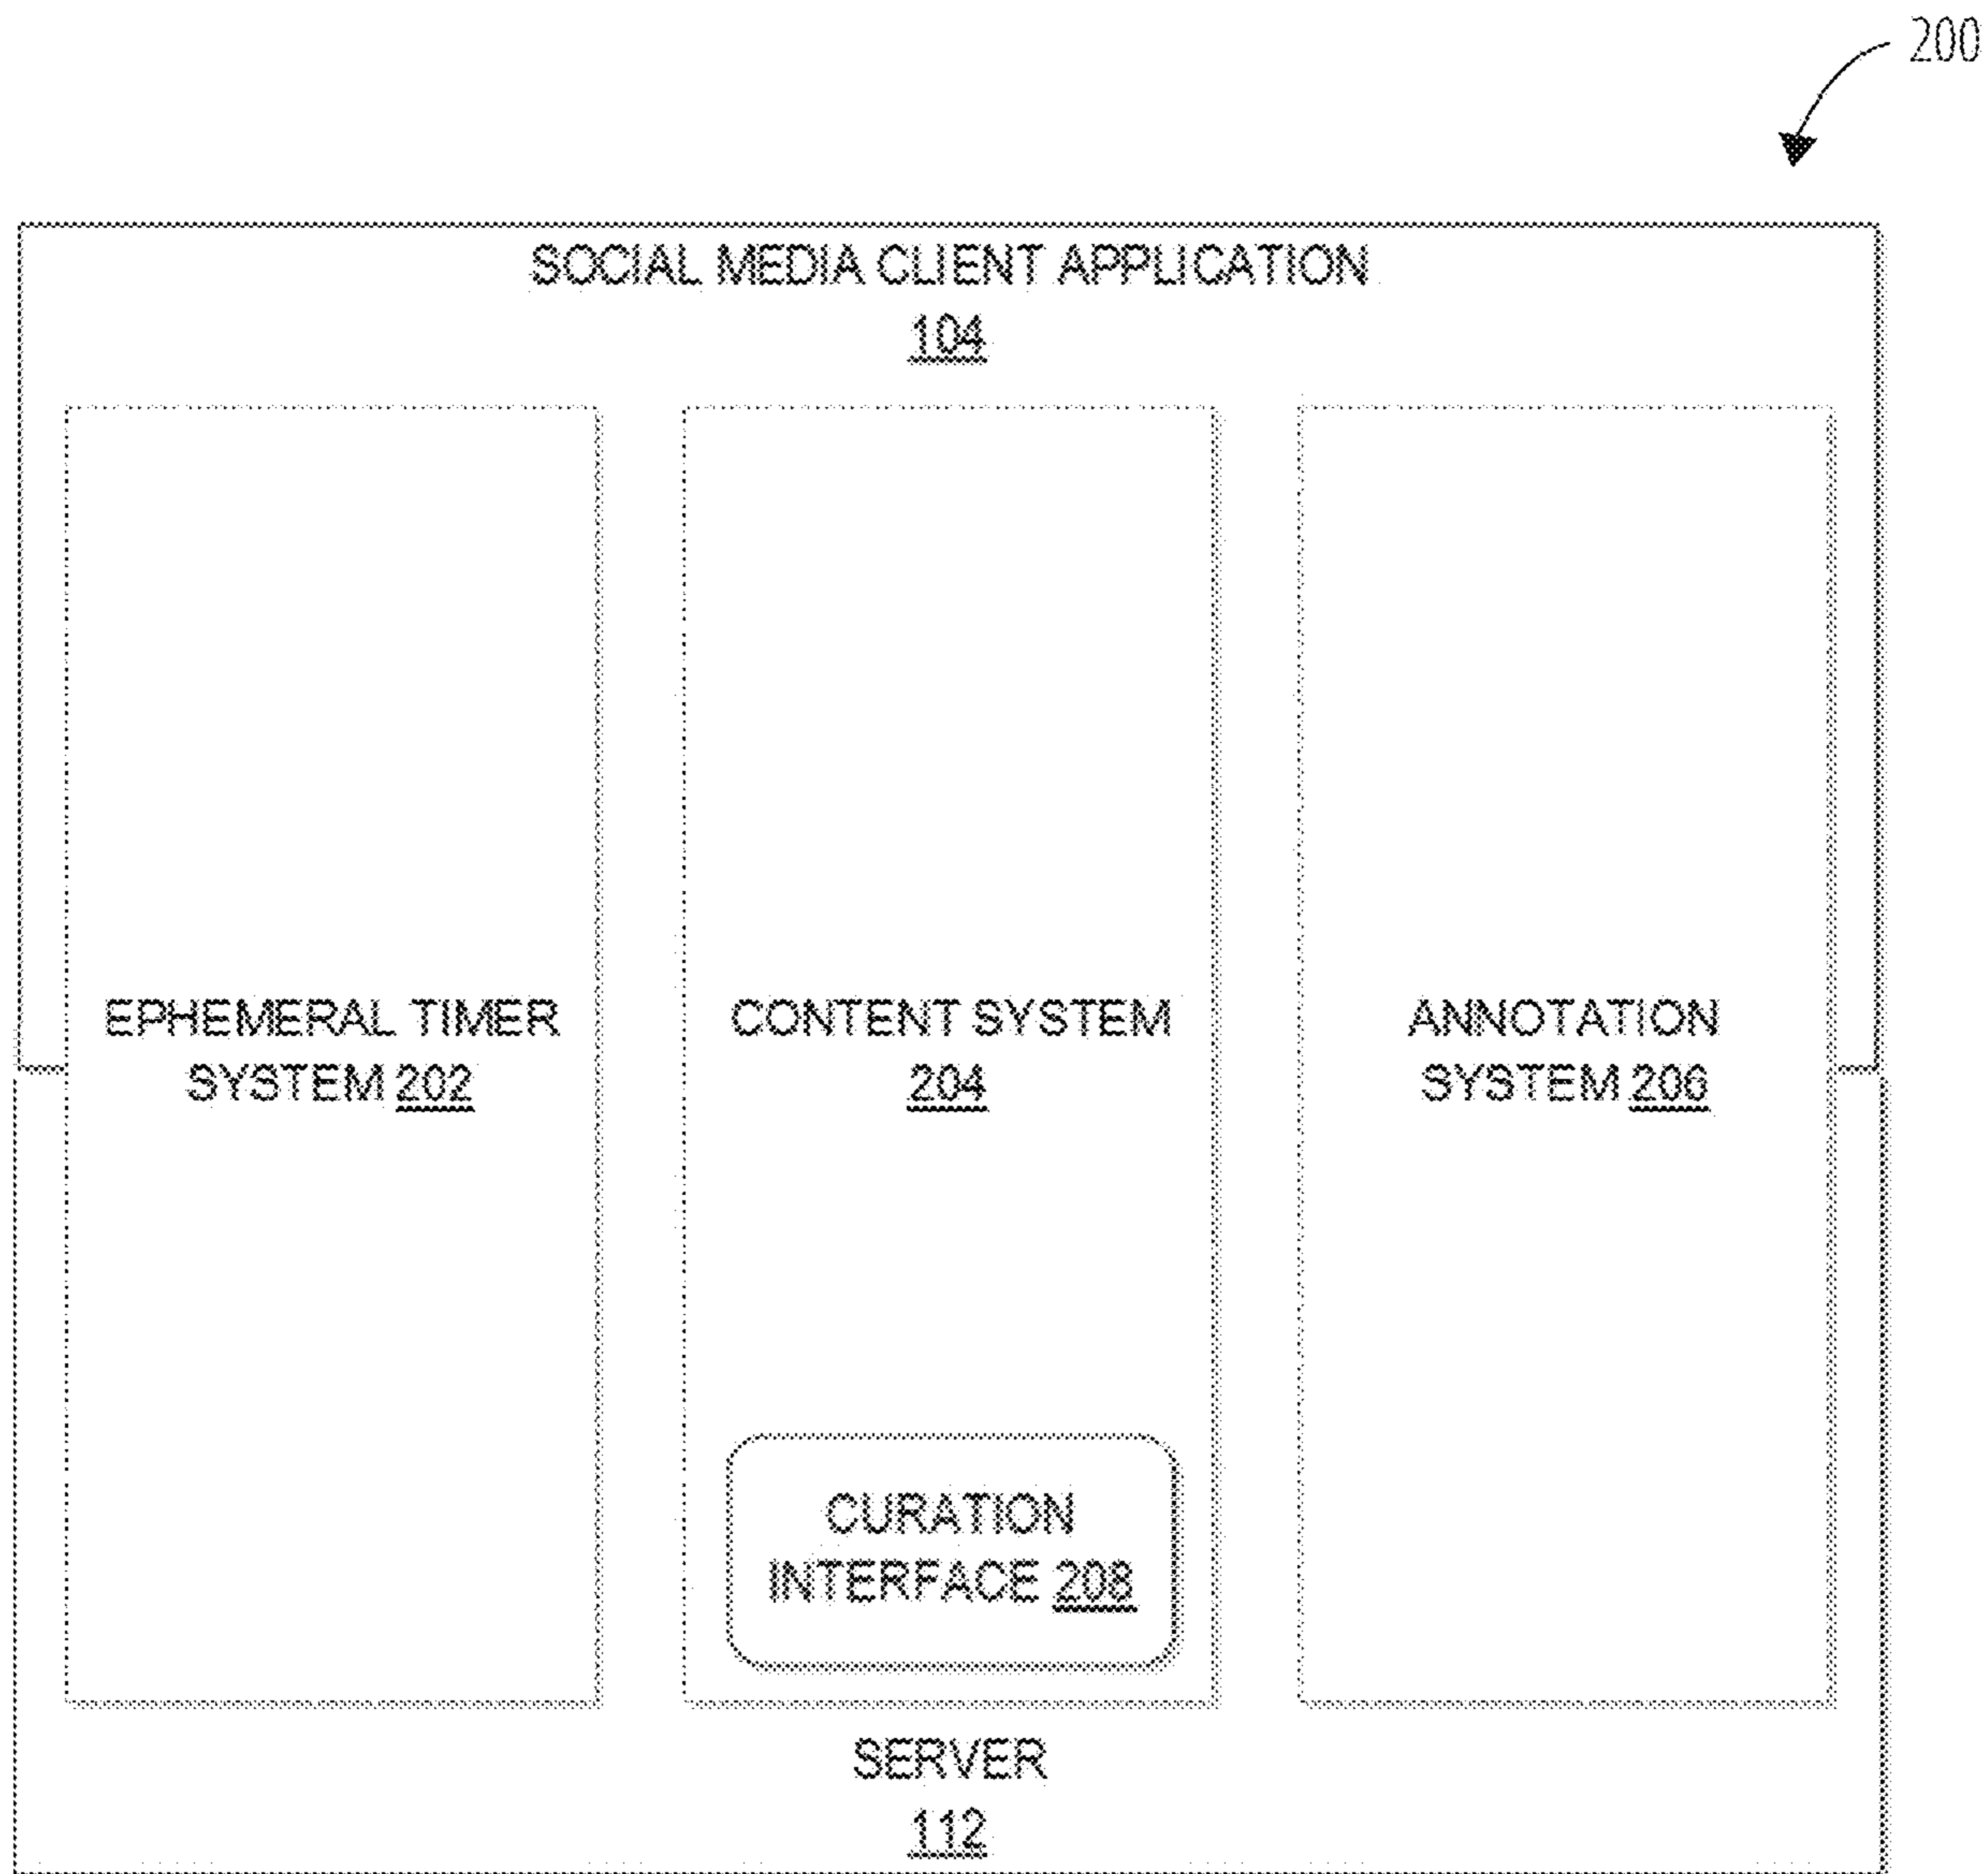 200
SOCIAL MEDIA CLIENT APPLICATION
104
EPHEMERAL TIMER
SYSTEM 202
CONTENT SYSTEM
204
ANNOTATION
SYSTEM 206
CURATION
INTERFACE 208
SERVER
112